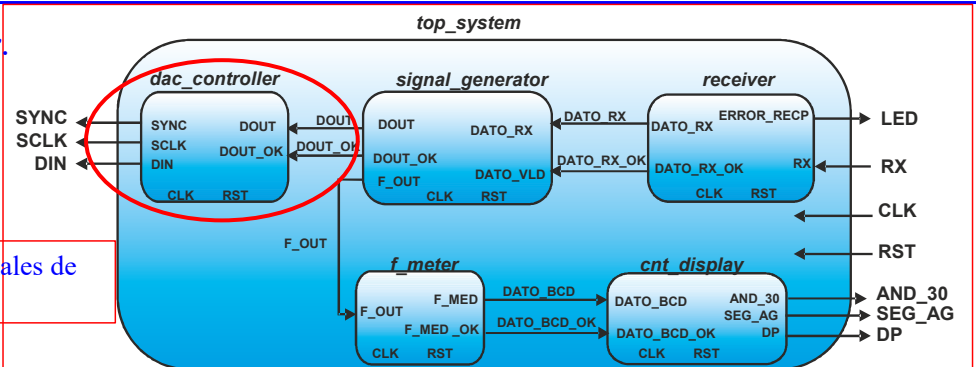 top_system
dac_controller
signal_generator
receiver
SYNC
SCLK
DIN
SYNC
SCLK
DIN
DOUT
DOUT_OK
CLK RST
DOUT
DOUT_OK
DOUT
DOUT_OK
F_OUT
DATO_RX
DATO_VLD
CLK RST
DATO_RX
DATO_RX_OK
DATO_RX
DATO_RX_OK
ERROR_RECP
RX
CLK RST
LED
RX
CLK
RST
ales de
F_OUT
f_meter
cnt_display
F_OUT
F_MED
F_MED_OK
CLK RST
DATO_BCD
DATO_BCD_OK
DATO_BCD
DATO_BCD_OK
AND_30
SEG_AG
DP
CLK RST
AND_30
SEG_AG
DP